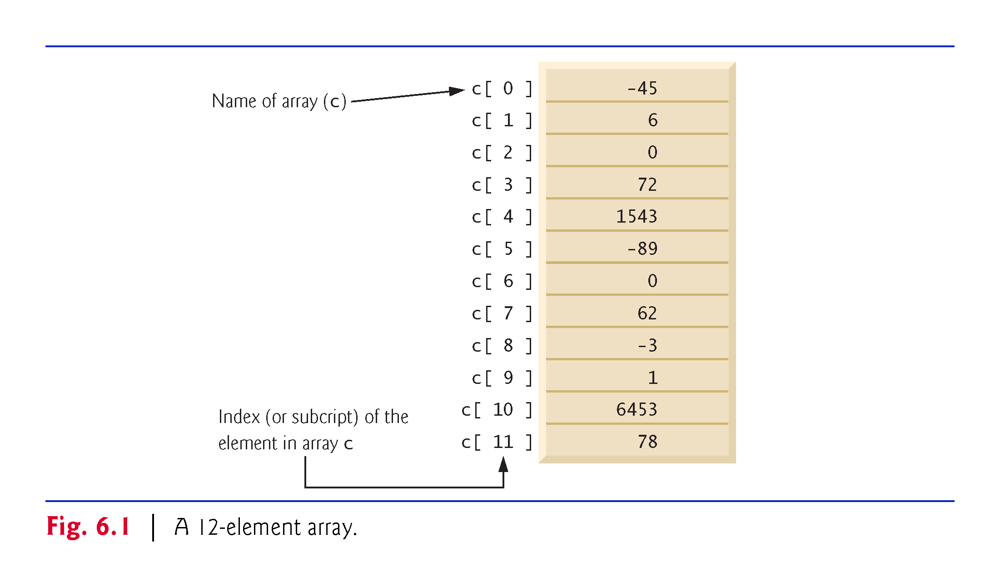 Name of array (c)
c[ 0 ] -45
c[ 1 ] 6
c[ 2 ] 0
c[ 3 ] 72
c[ 4 ] 1543
c[ 5 ] -89
c[ 6 ] 0
c[ 7 ] 62
c[ 8 ] -3
c[ 9 ] 1
c[ 10 ] 6453
c[ 11 ] 78
Index (or subcript) of the
element in array c
Fig. 6.1 | A 12-element array.